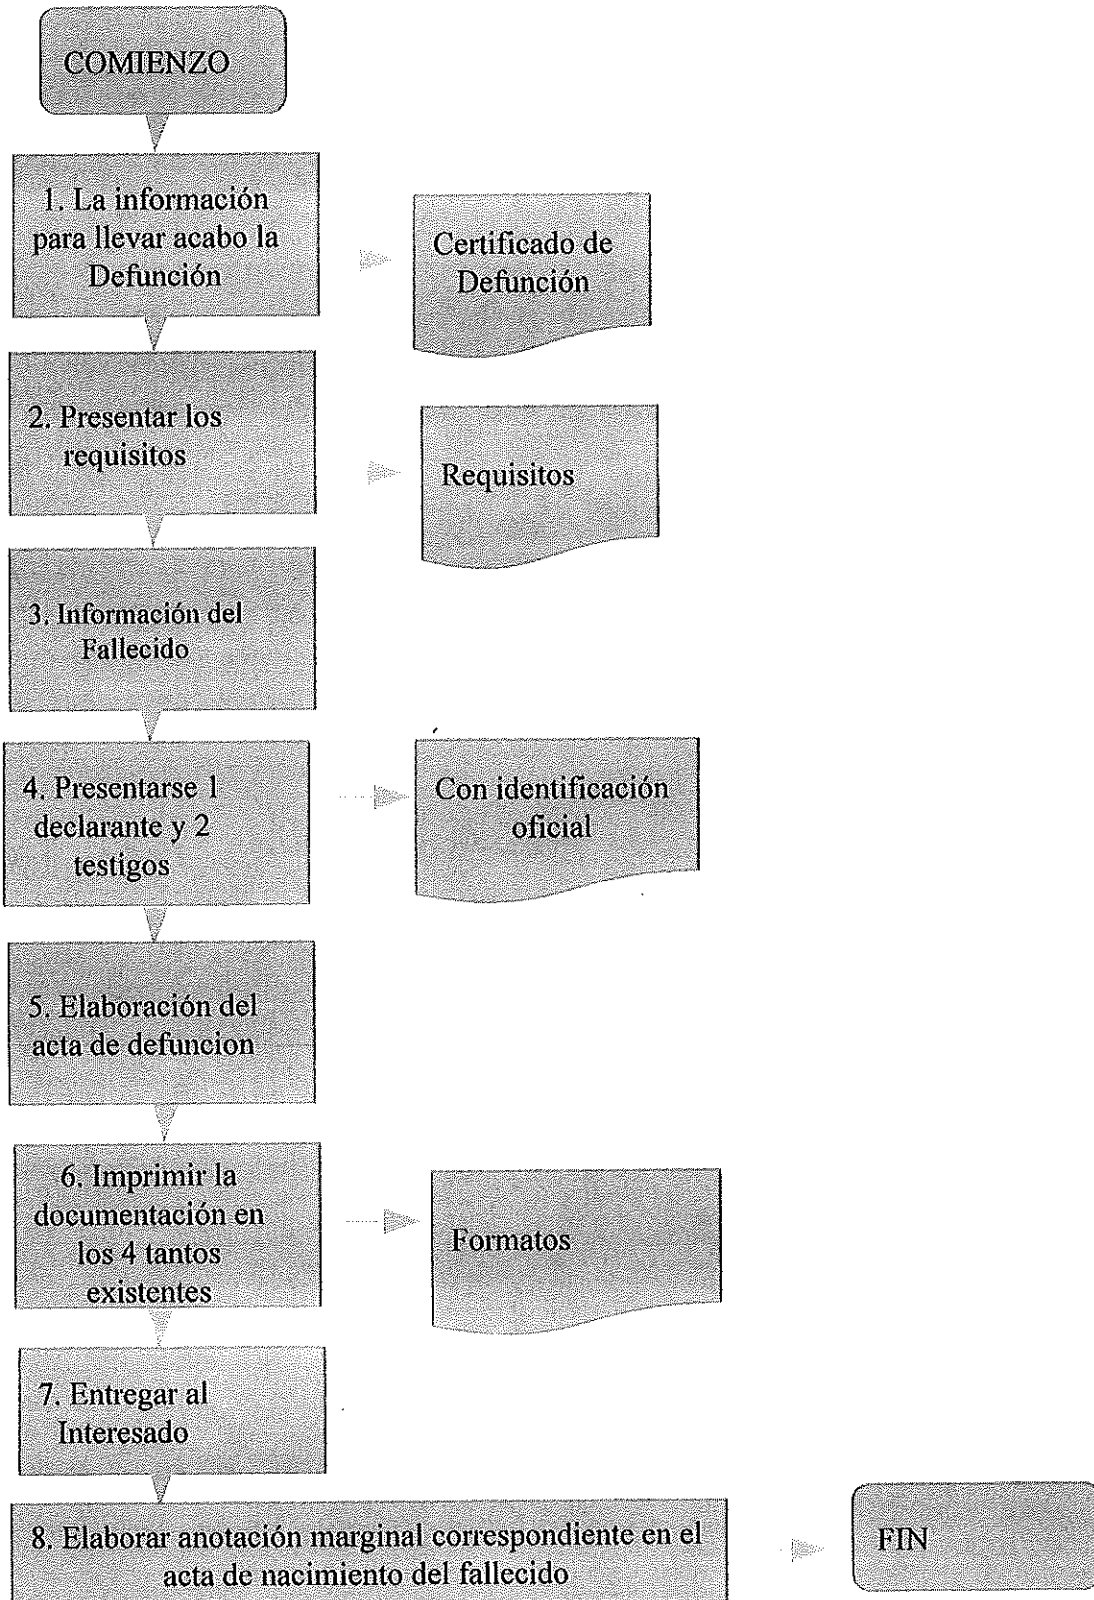 COMIENZO
1. La información
para llevar acabo la
Defunción
Certificado de
Defunción
2. Presentar los
requisitos
Requisitos
3. Información del
Fallecido
4. Presentarse 1
declarante y 2
testigos
Con identificación
oficial
5. Elaboración del
acta de defuncion
6. Imprimir la
documentación en
los 4 tantos
existentes
Formatos
7. Entregar al
Interesado
8. Elaborar anotación marginal correspondiente en el
acta de nacimiento del fallecido
FIN